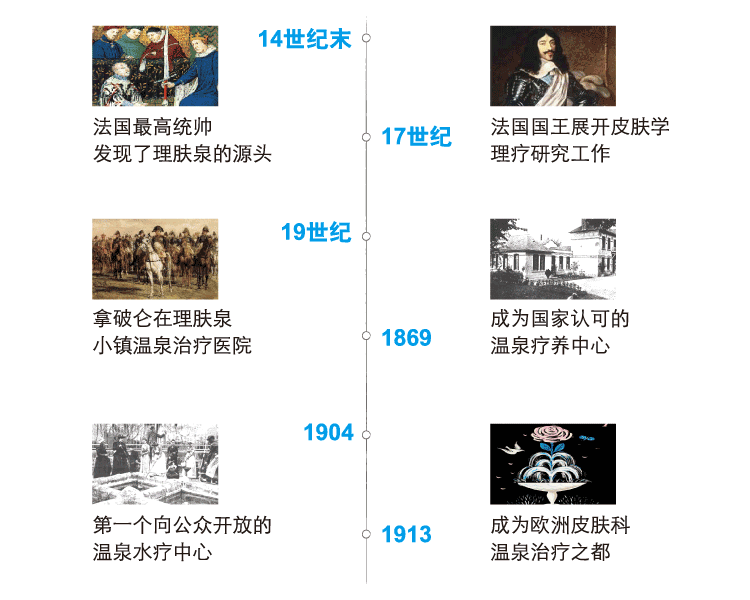 14世纪末
法国最高统帅
发现了理肤泉的源头
17世纪
法国国王展开皮肤学
理疗研究工作
19世纪
拿破仑在理肤泉
小镇温泉治疗医院
1869
成为国家认可的
温泉疗养中心
1904
第一个向公众开放的
温泉水疗中心
1913
成为欧洲皮肤科
温泉治疗之都